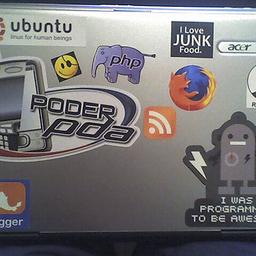 ubuntu
linux for human beings
php
I Love
JUNK
Food.
acer
PODER
pda
gger
I WAS
PROGRAMM
TO BE AWES